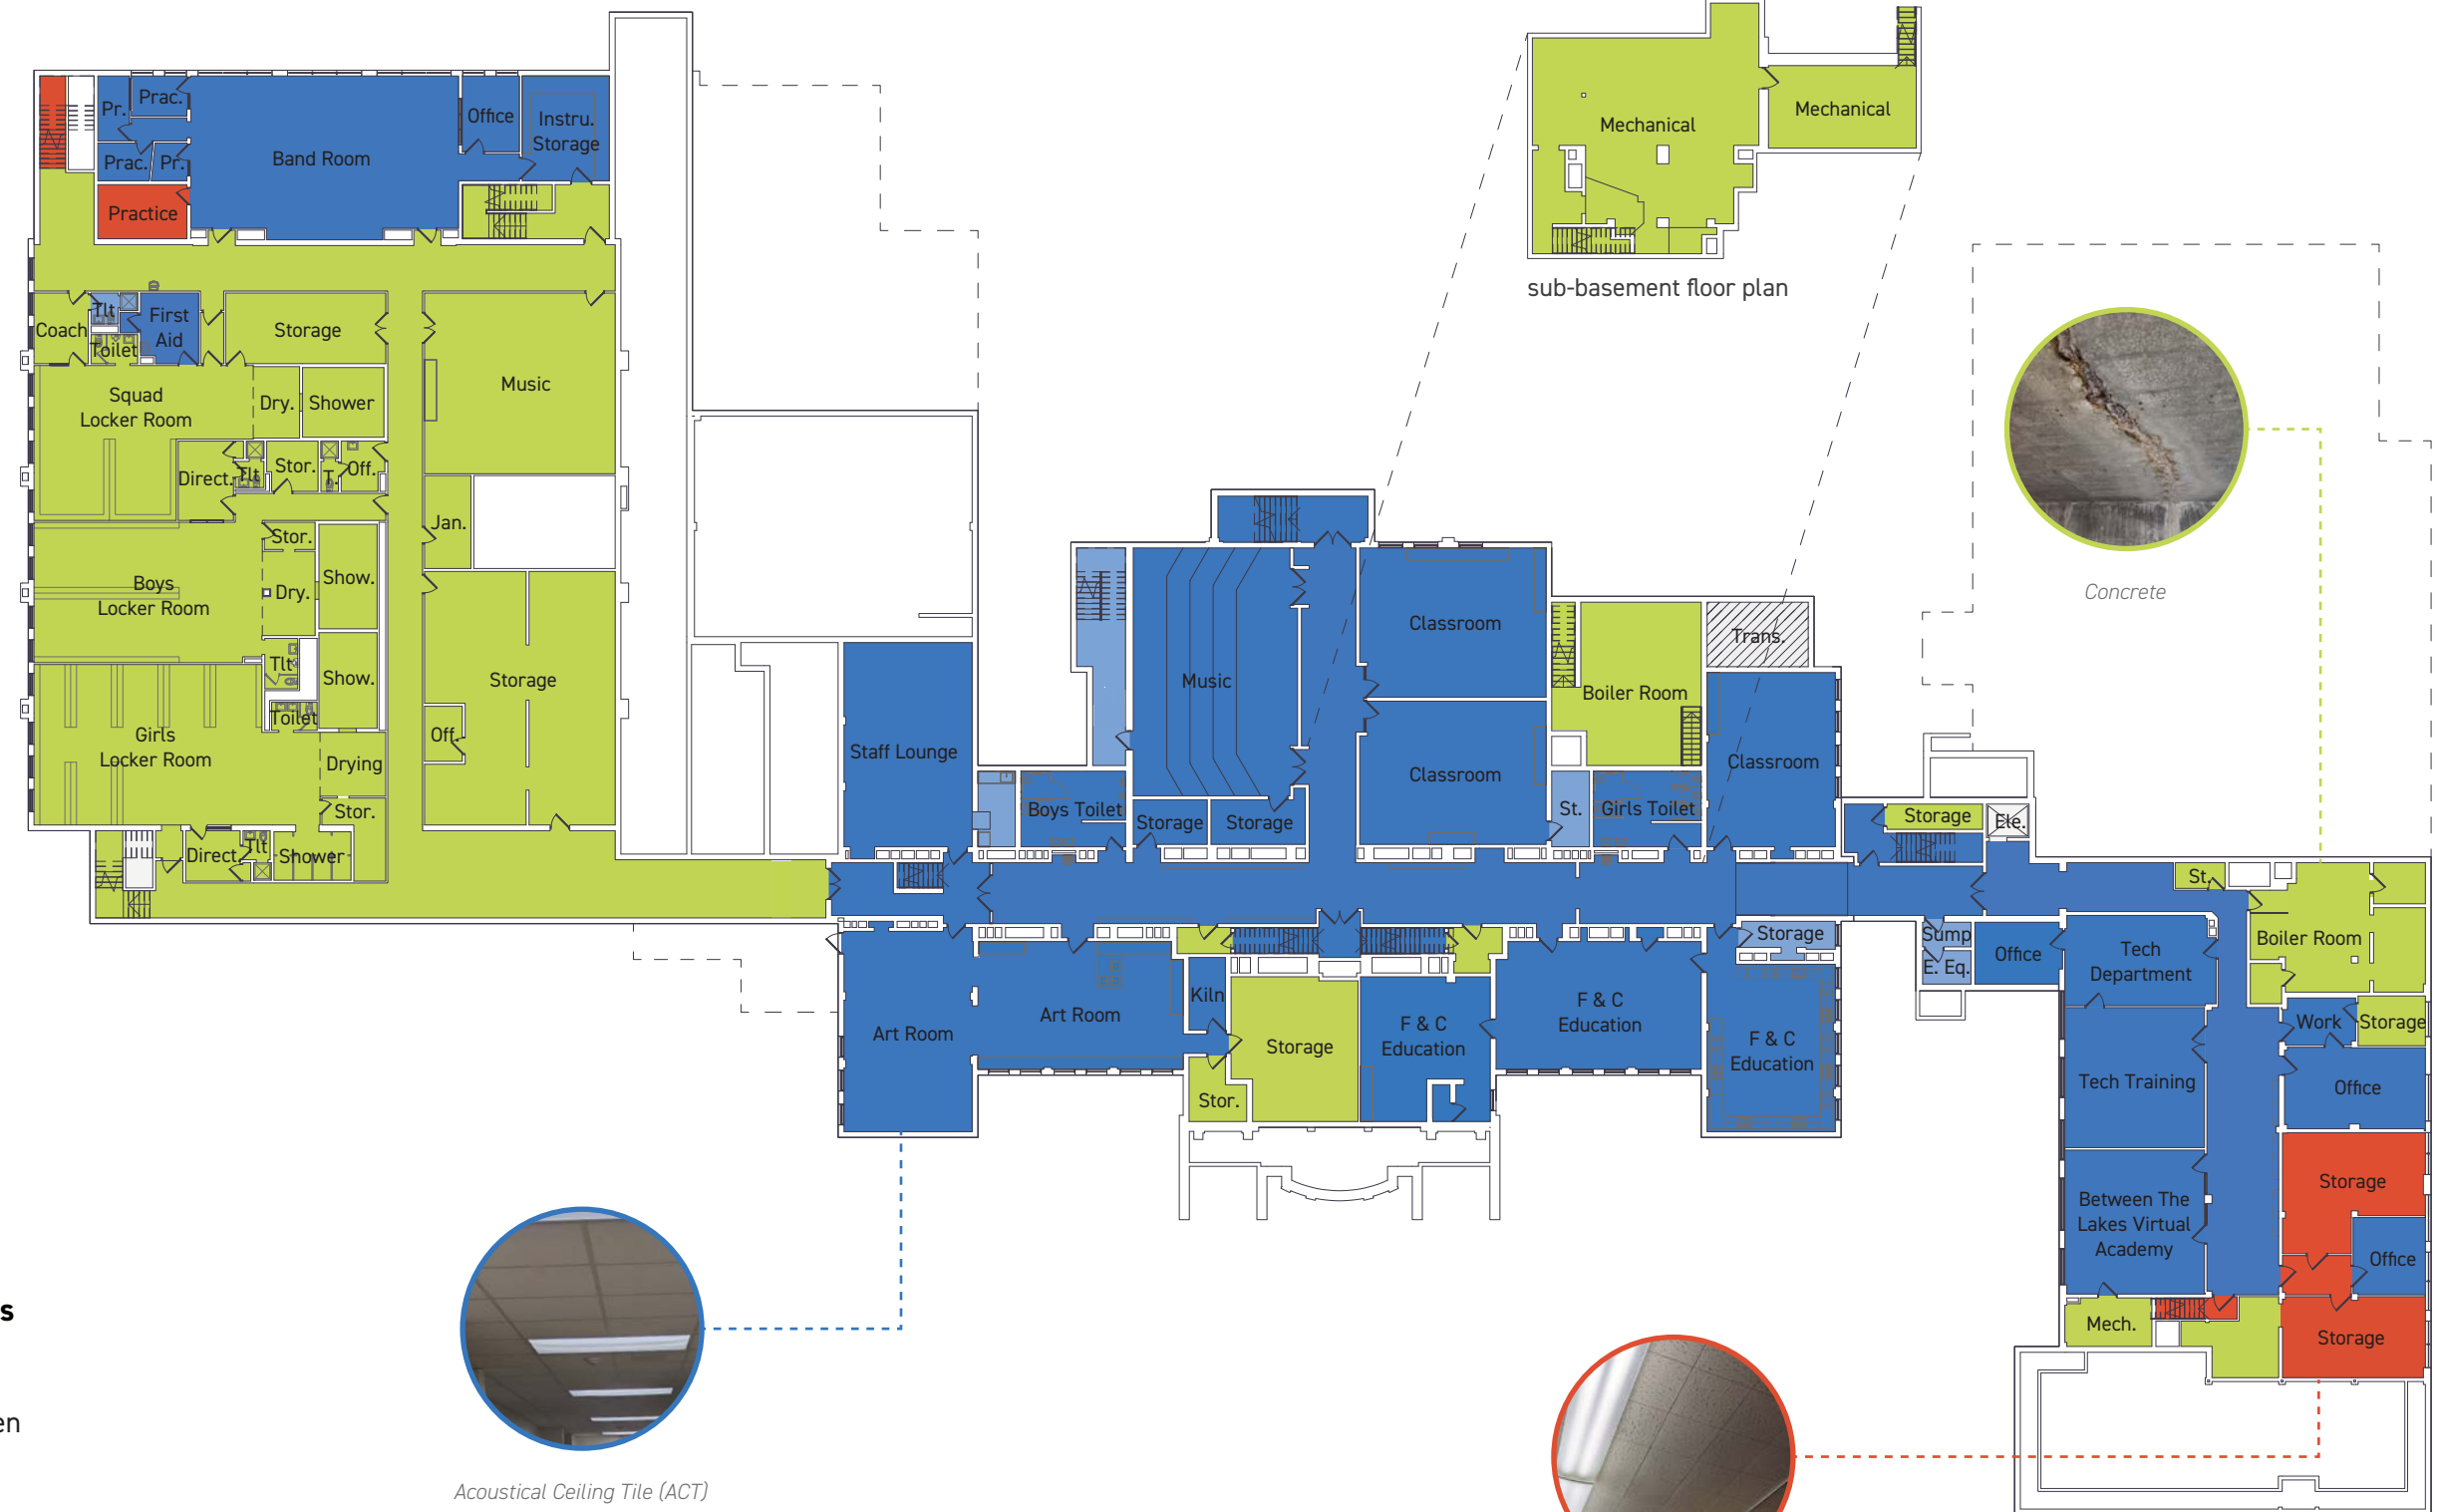 Pr.
Prac.
Prac.
Pr.
Practice
Band Room
Office
Instru.
Storage
Mechanical
Mechanical
sub-basement floor plan
Coach
Tlt
Toilet
First
Aid
Storage
Music
Squad
Locker Room
Dry.
Shower
Direct.
Tlt
Stor.
T.
Off.
Jan.
Stor.
Boys
Locker Room
Dry.
Show.
Tlt
Show.
Toilet
Girls
Locker Room
Drying
Stor.
Storage
Off.
Direct.
Tlt
Shower
Staff Lounge
Boys Toilet
Music
Storage
Storage
Classroom
Classroom
Boiler Room
Trans.
Classroom
St.
Girls Toilet
Concrete
Storage
Ele.
St.
Boiler Room
Storage
Sump
E. Eq.
Office
Tech
Department
Work
Storage
Tech Training
Office
Art Room
Art Room
Kiln
Stor.
Storage
F & C
Education
F & C
Education
F & C
Education
Between The
Lakes Virtual
Academy
Storage
Office
Mech.
Storage
s
en
Acoustical Ceiling Tile (ACT)